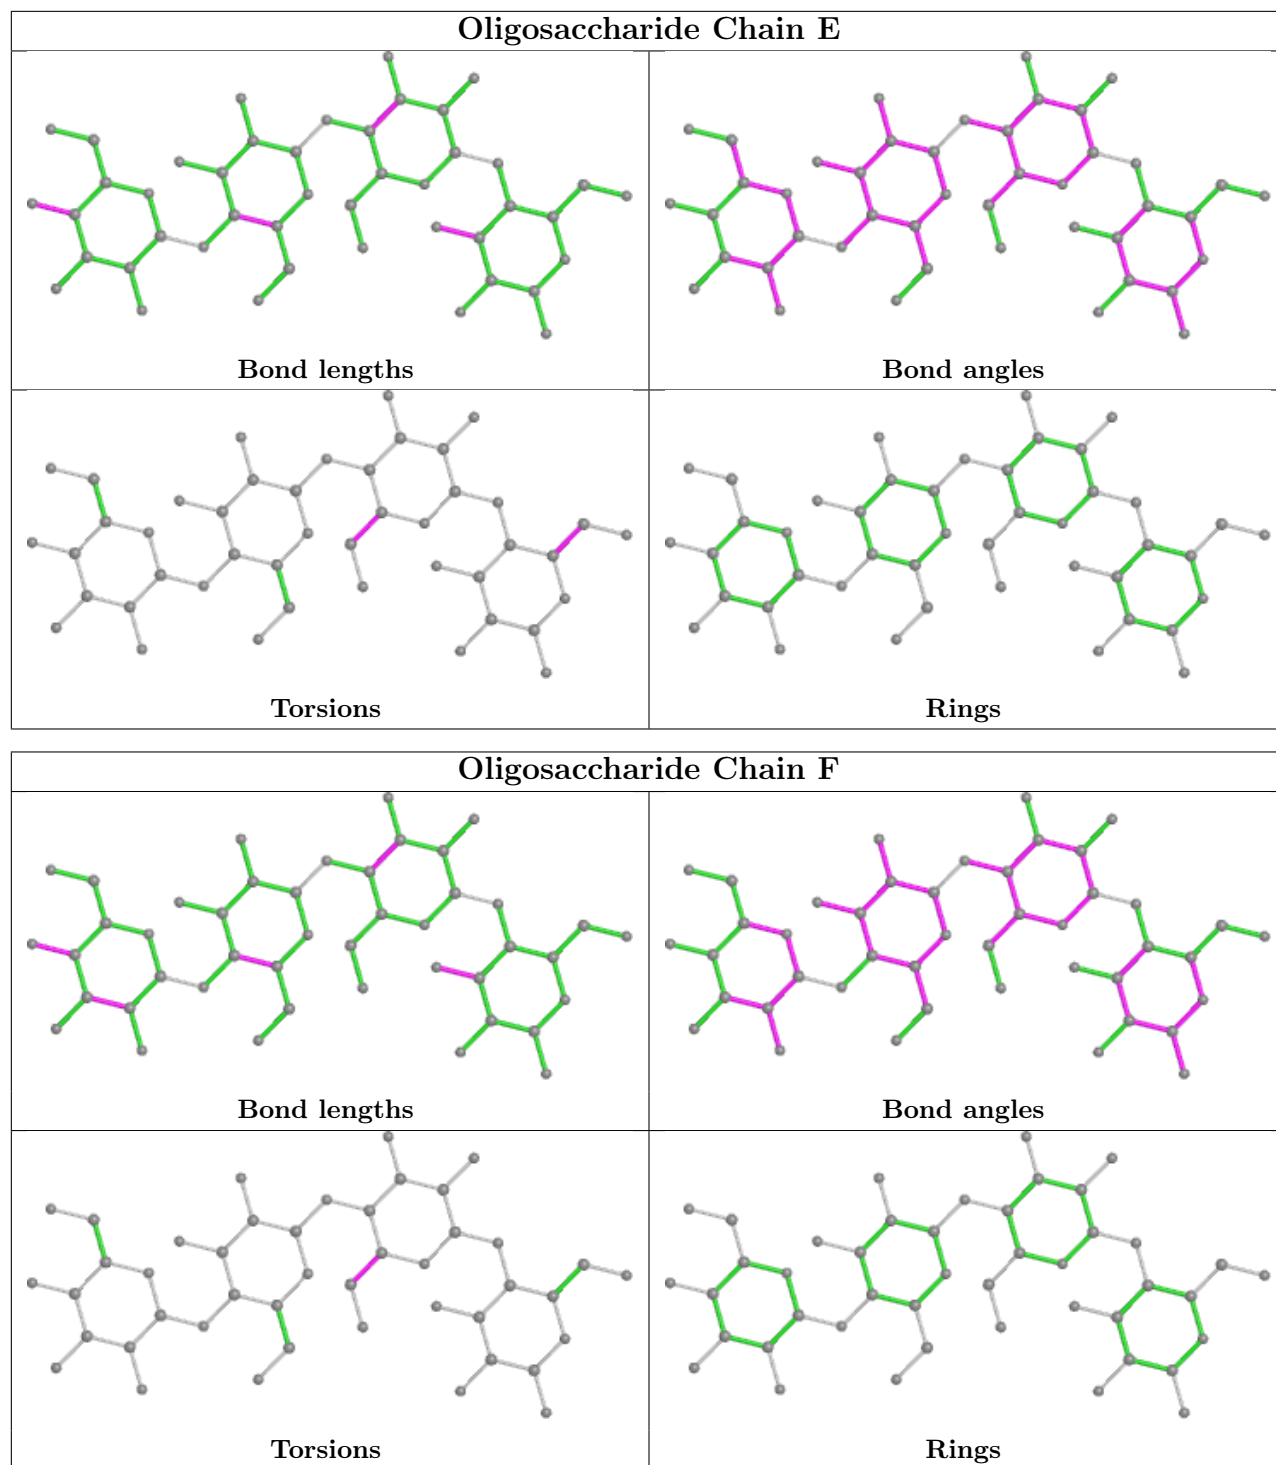 Oligosaccharide Chain E
Bond lengths
Bond angles
Torsions
Rings
Oligosaccharide Chain F
Bond lengths
Bond angles
Torsions
Rings